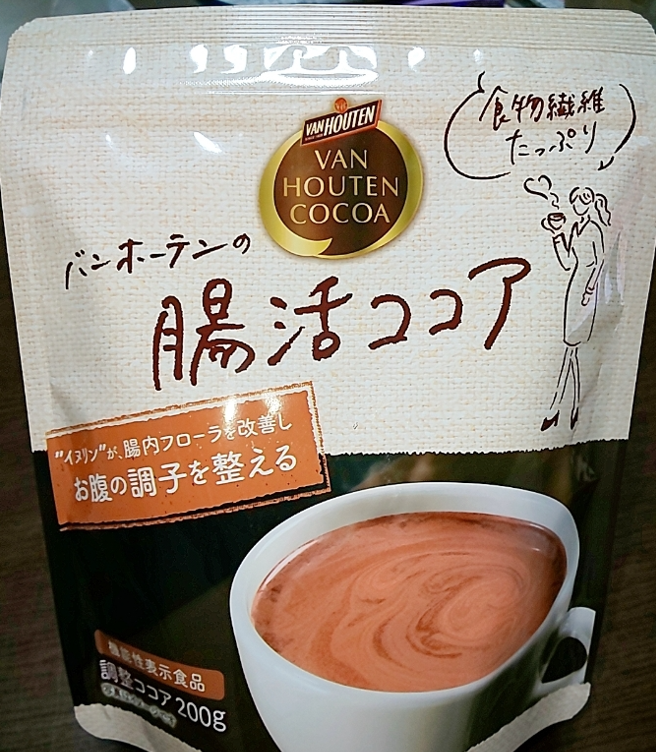 食物繊維
たっぷり
VAN HOUTEN
VAN
HOUTEN
COCOA
バンホーテンの
腸活ココア
"イヌリン"が、腸内フローラを改善し
お腹の調子を整える
機能性表示食品
調整ココア 200g